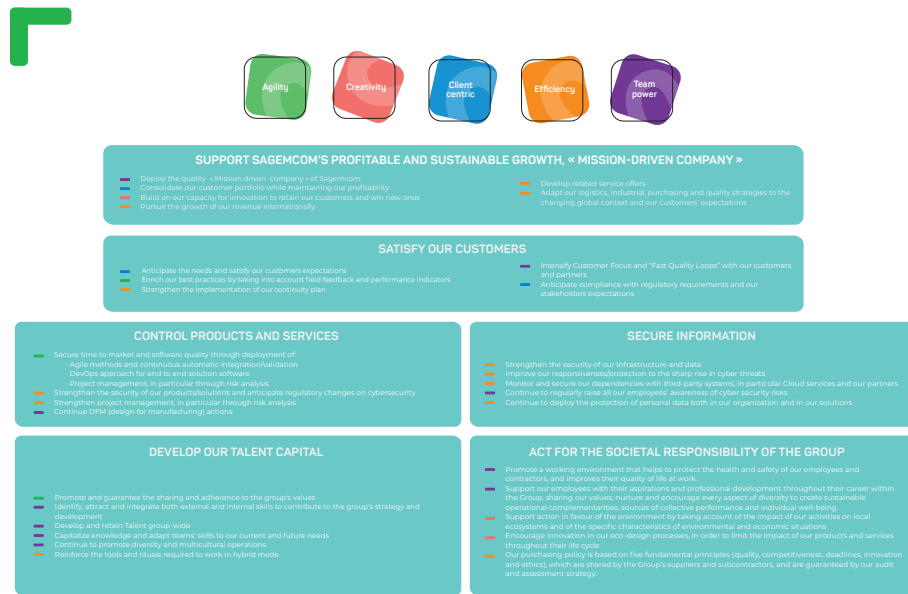 Agility
Creativity
Client
centric
Efficiency
Team
power
SUPPORT SAGEMCOM'S PROFITABLE AND SUSTAINABLE GROWTH, « MISSION-DRIVEN COMPANY »
Deploy the quality « Mission driven company » of Sagemcom
Consolidate our customer portfolio while maintaining our profitability
Build on our capacity for innovation to retain our customers and win new ones
Pursue the growth of our revenue internationally
Develop related service offers
Adapt our logistics, industrial, purchasing and quality strategies to the
changing global context and our customers' expectations
SATISFY OUR CUSTOMERS
Anticipate the needs and satisfy our customers expectations
Enrich our best practices by taking into account field feedback and performance indicators
Strengthen the implementation of our continuity plan
Intensify Customer Focus and "Fast Quality Loops" with our customers
and partners
Anticipate compliance with regulatory requirements and our
stakeholders expectations
CONTROL PRODUCTS AND SERVICES
Secure time to market and software quality through deployment of:
· Agile methods and continuous automatic integration/validation
· DevOps approach for end to end solution software
· Project management, in particular through risk analysis
Strengthen the security of our products/solutions and anticipate regulatory changes on cybersecurity
Strengthen project management, in particular through risk analysis
Continue DFM (design for manufacturing) actions
SECURE INFORMATION
Strengthen the security of our Infrastructure and data
Improve our responsiveness/protection to the sharp rise in cyber threats
Monitor and secure our dependencies with third-party systems, in particular Cloud services and our partners
Continue to regularly raise all our employees' awareness of cyber security risks
Continue to deploy the protection of personal data both in our organization and in our solutions
DEVELOP OUR TALENT CAPITAL
Promote and guarantee the sharing and adherence to the group's values
Identify, attract and integrate both external and internal skills to contribute to the group's strategy and
development
Develop and retain Talent group-wide
Capitalize knowledge and adapt teams' skills to our current and future needs
Continue to promote diversity and multicultural operations
Reinforce the tools and rituals required to work in hybrid mode
ACT FOR THE SOCIETAL RESPONSIBILITY OF THE GROUP
Promote a working environment that helps to protect the health and safety of our employees and
contractors, and improves their quality of life at work.
Support our employees with their aspirations and professional development throughout their career within
the Group, sharing our values; nurture and encourage every aspect of diversity to create sustainable
operational complementarities, sources of collective performance and individual well-being
Support action in favour of the environment by taking account of the impact of our activities on local
ecosystems and of the specific characteristics of environmental and economic situations
Encourage innovation in our eco-design processes, in order to limit the impact of our products and services
throughout their life cycle
Our purchasing policy is based on five fundamental principles (quality, competitiveness, deadlines, innovation
and ethics), which are shared by the Group's suppliers and subcontractors, and are guaranteed by our audit
and assessment strategy.